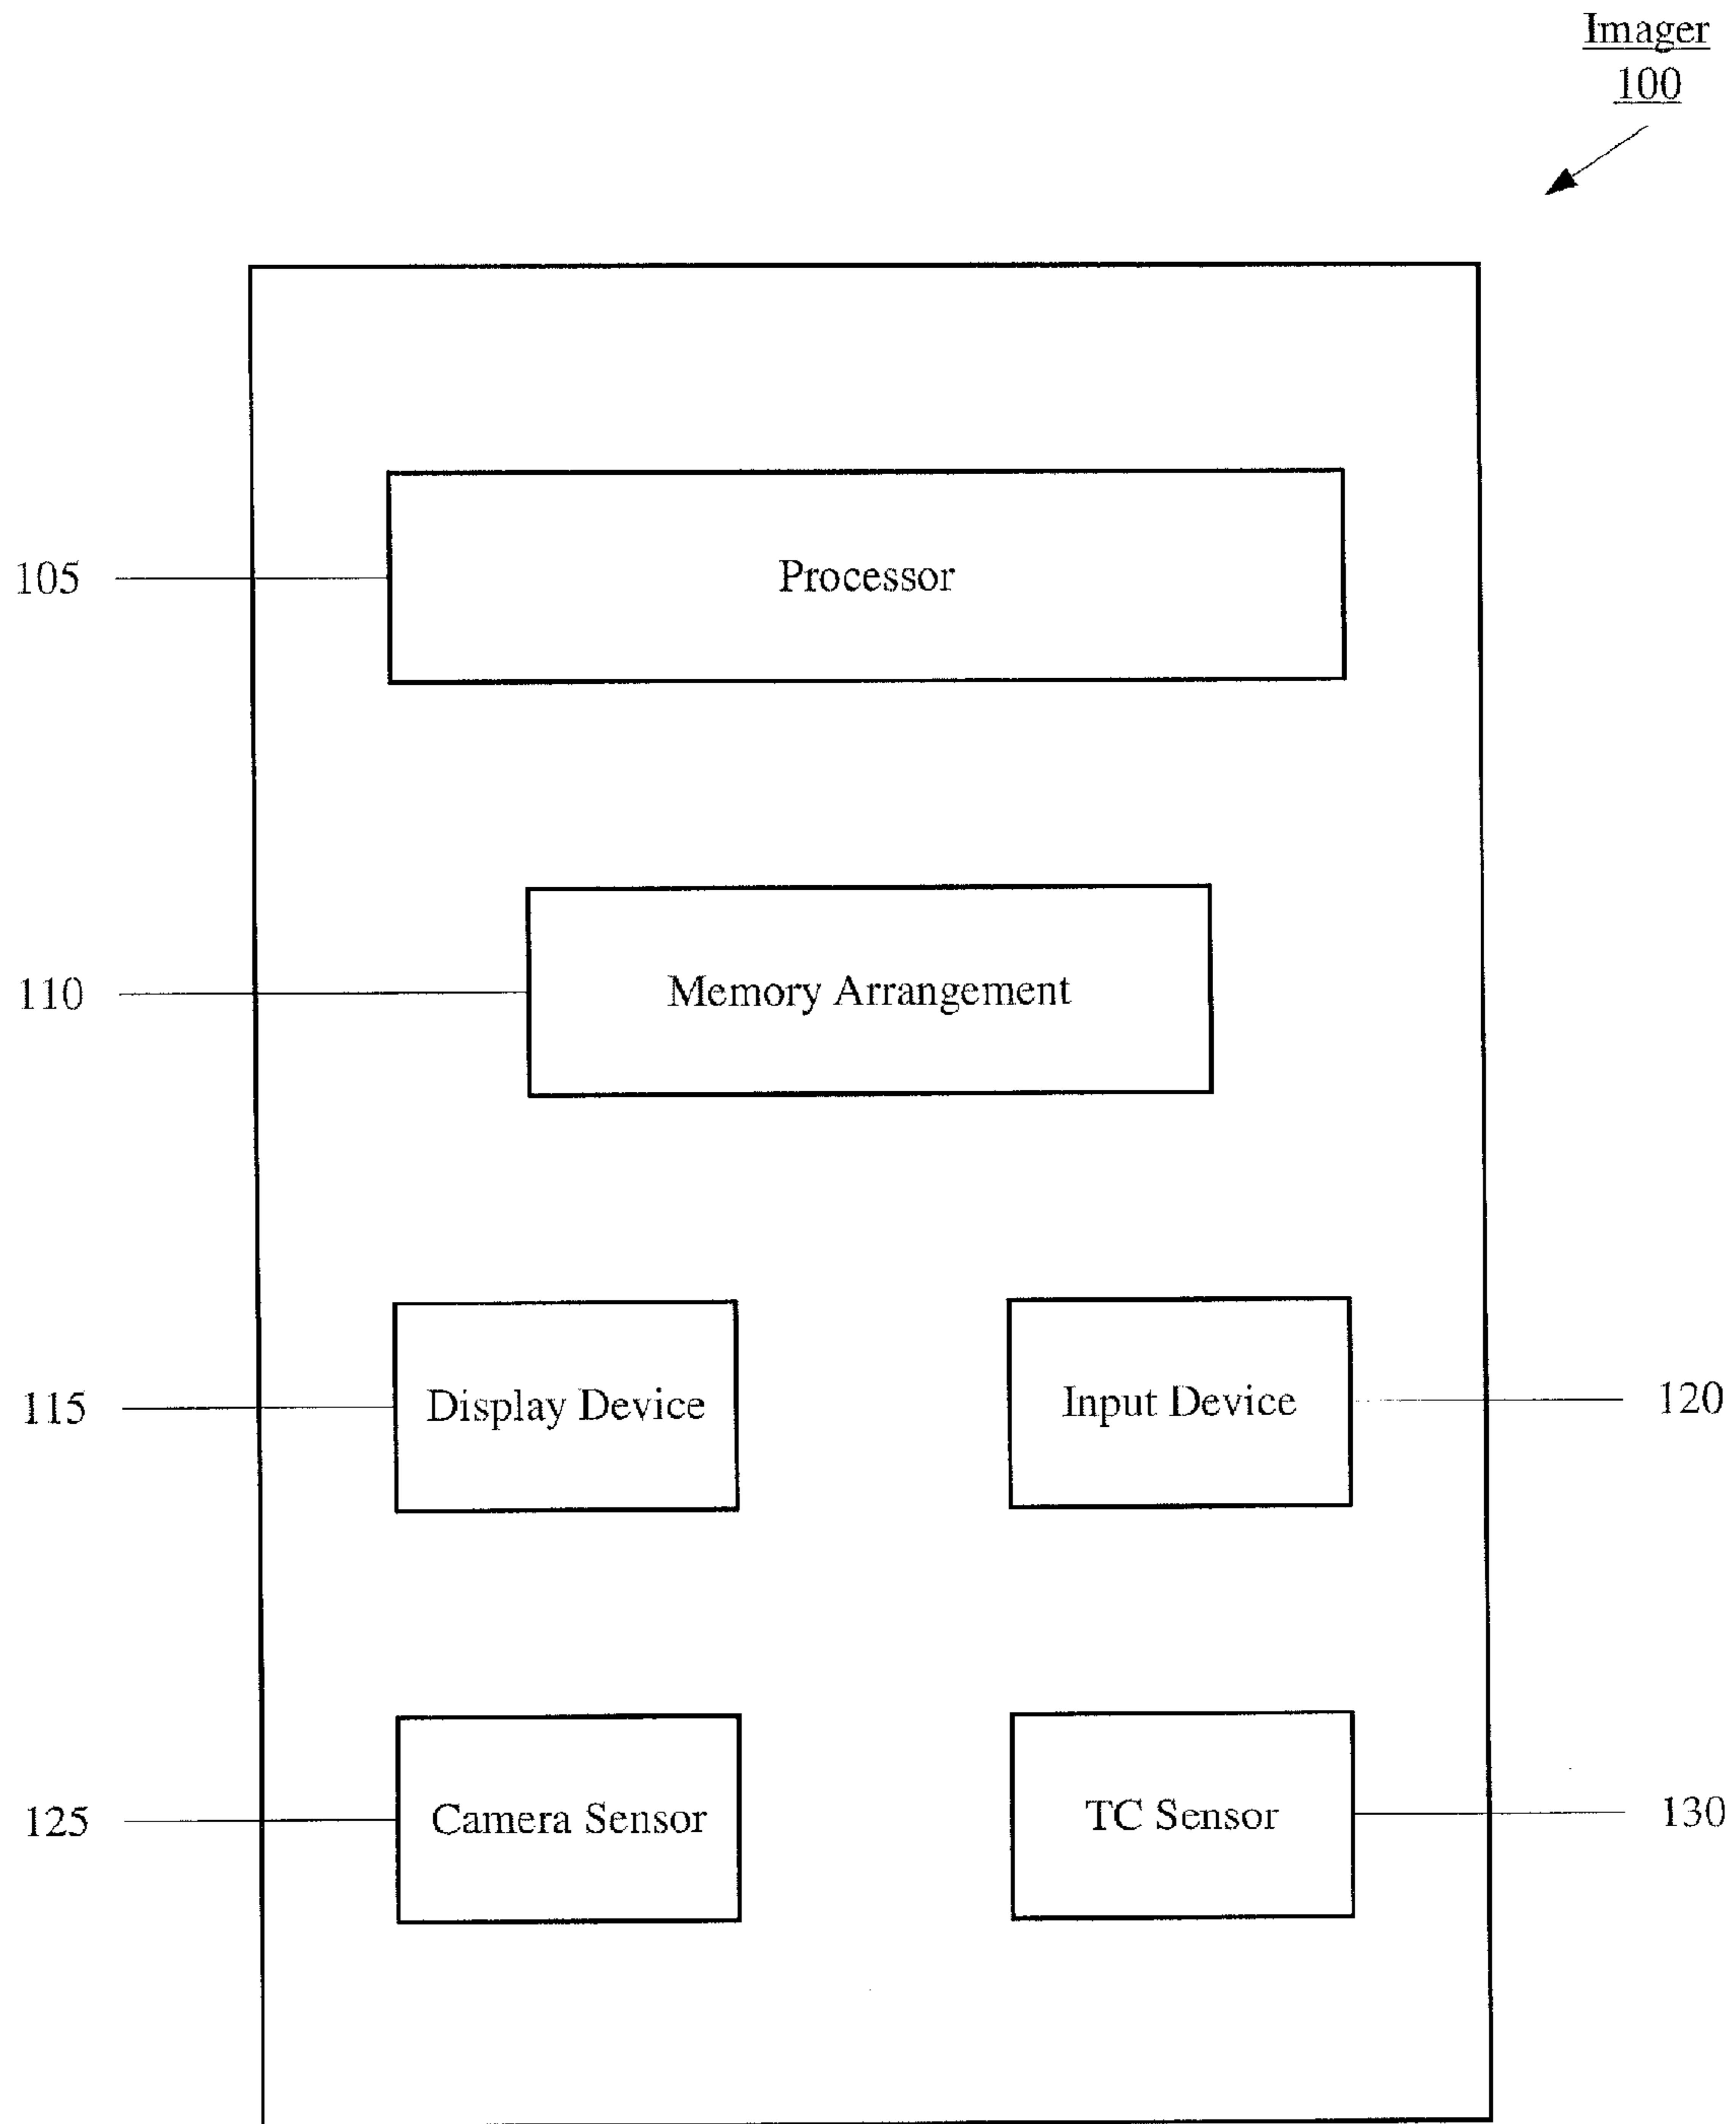 Imager
100
105
Processor
110
Memory Arrangement
115
Display Device
Input Device
120
125
Camera Sensor
TC Sensor
130